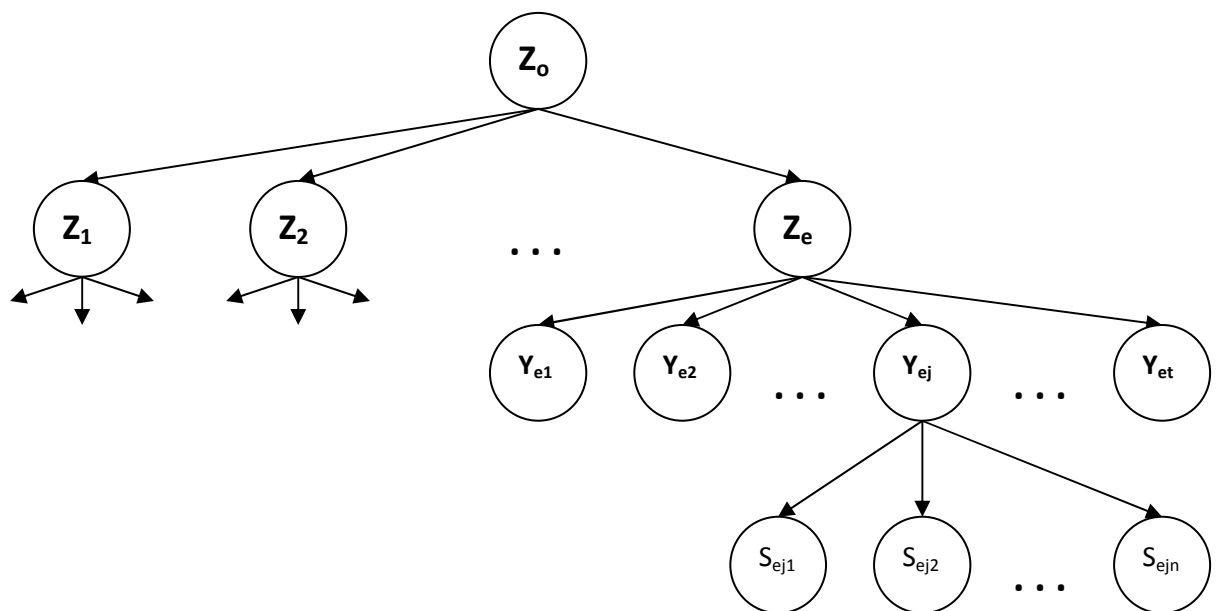 Zo
Z1 Z2 ... Ze
Ye1 Ye2 ... Yej ... Yet
Sej1 Sej2 ... Sejn